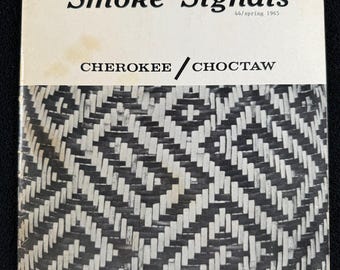 Smoke Signals
44/spring 1965
CHEROKEE / CHOCTAW